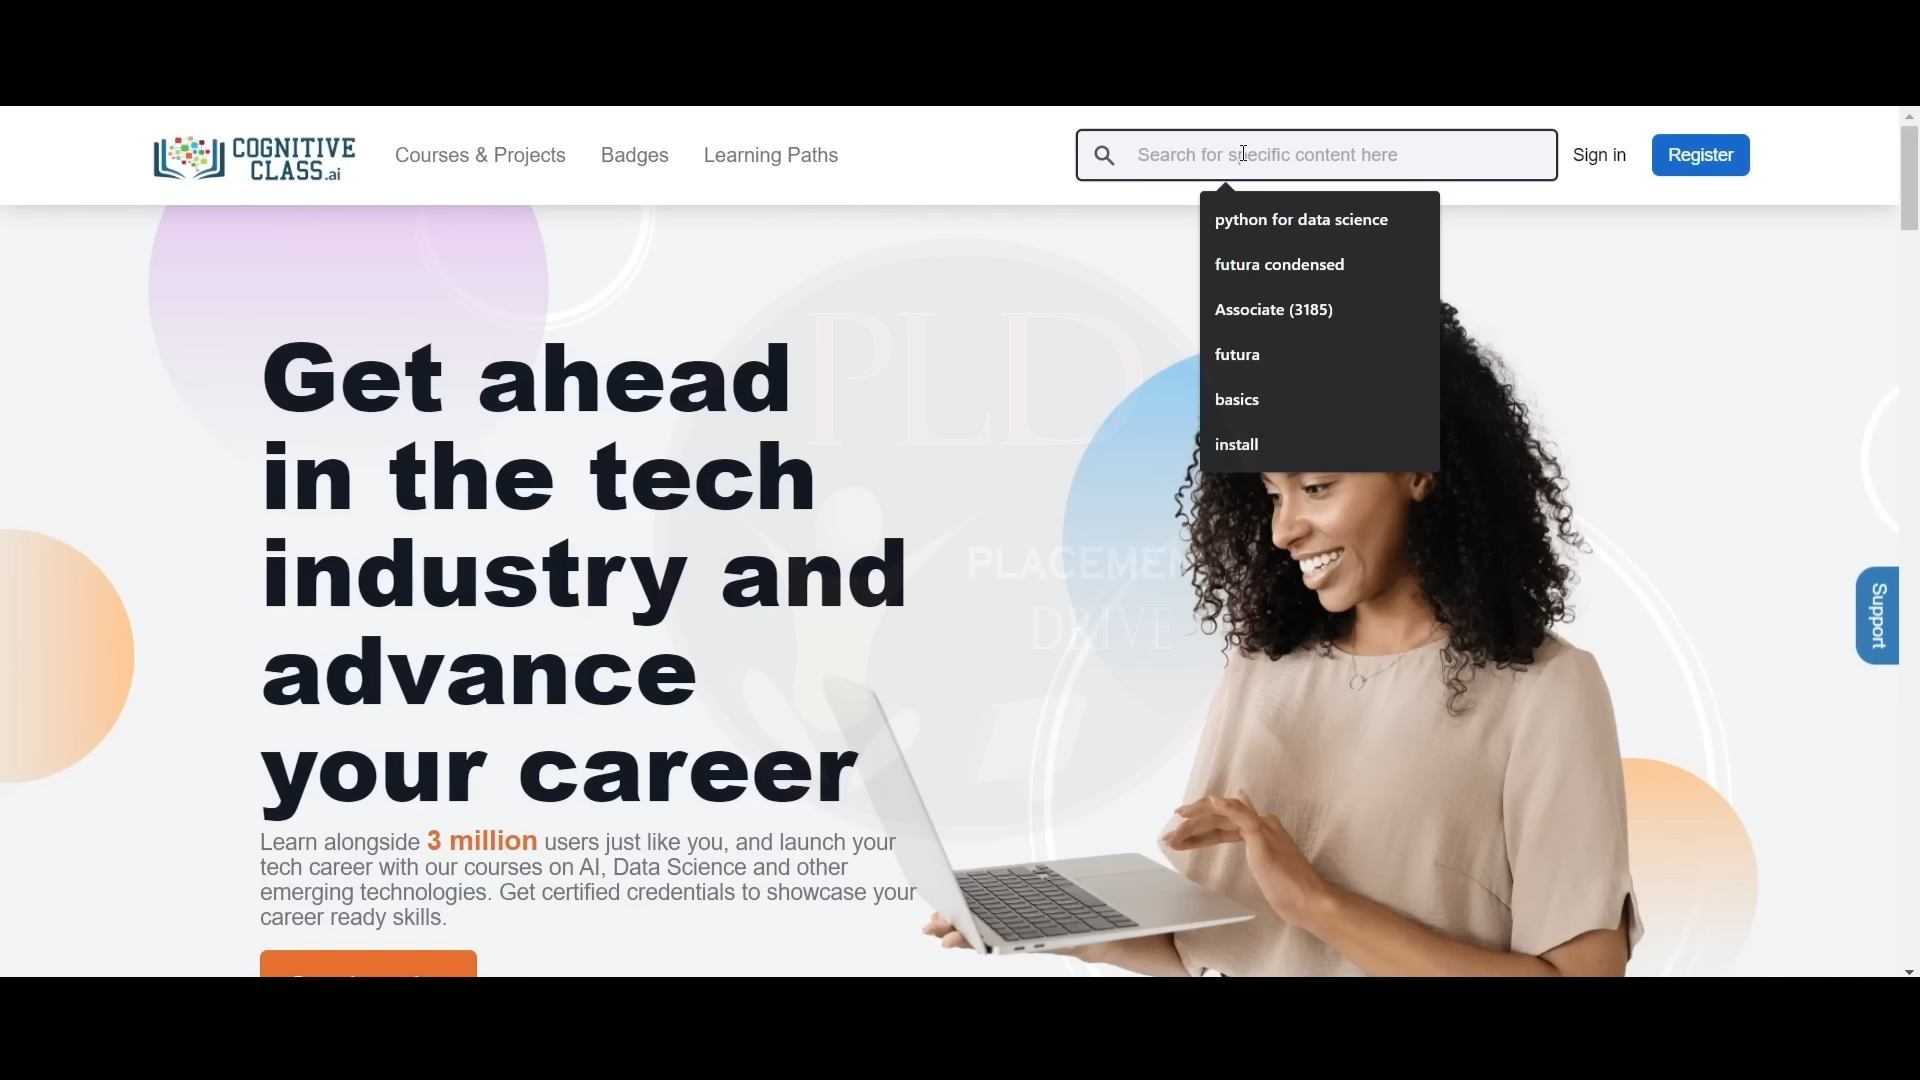 COGNITIVE
CLASS.ai
Courses & Projects
Badges
Learning Paths
Search for specific content here
Sign in
Register
python for data science
futura condensed
Associate (3185)
futura
basics
install
PLD
PLACEMEN
DRIVE
Get ahead
in the tech
industry and
advance
your career
Learn alongside 3 million users just like you, and launch your
tech career with our courses on AI, Data Science and other
emerging technologies. Get certified credentials to showcase your
career ready skills.
Support